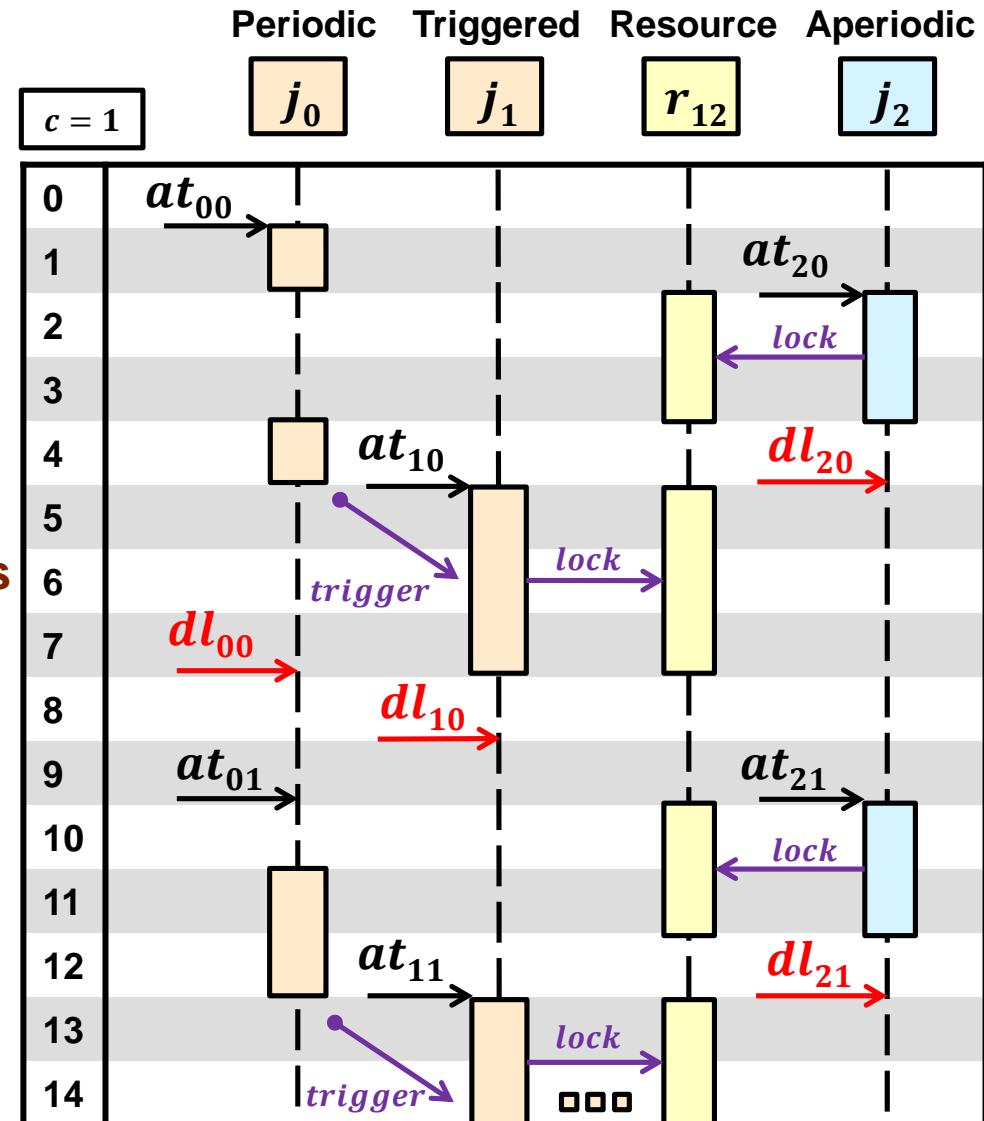 Periodic Triggered Resource Aperiodic
c = 1 j₀ j₁ r₁₂ j₂
0 at₀₀
1 at₂₀
2 lock
3
4 at₁₀ dl₂₀
5
s 6 trigger lock
7 dl₀₀
8 dl₁₀
9 at₀₁ at₂₁
10 lock
11
12 at₁₁ dl₂₁
13 lock
14 trigger